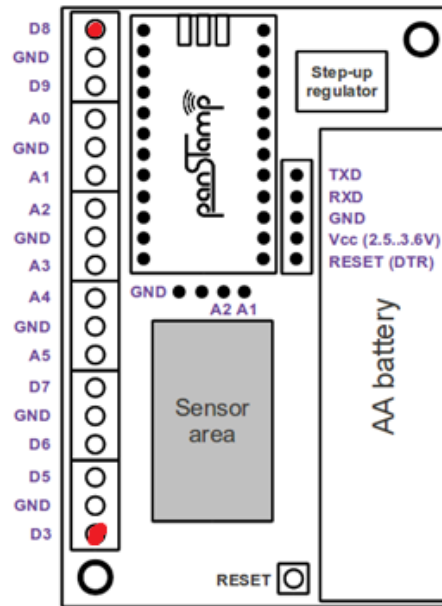 D8
GND
D9
A0
GND
A1
A2
GND
A3
A4
GND
A5
D7
GND
D6
D5
GND
D3
panStamp
Step-up
regulator
TXD
RXD
GND
Vcc (2.5..3.6V)
RESET (DTR)
GND
A2 A1
Sensor
area
AA battery
RESET